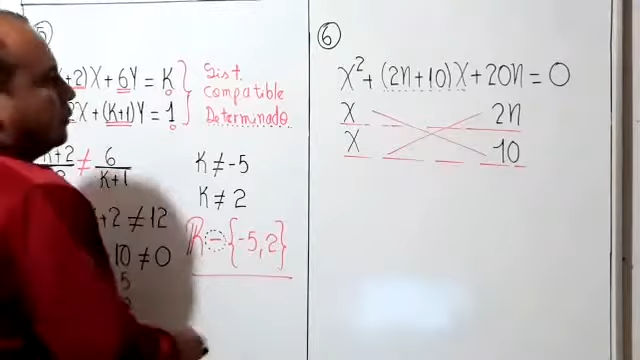 5
+2)X + 6Y = K
2X + (K+1)Y = 1
Sist.
Compatible
Determinado
K+2 ≠ 6
K+1
+2 ≠ 12
10 ≠ 0
K ≠ -5
K ≠ 2
R - {-5, 2}
6
X² + (2n+10)X + 20n = 0
X 2n
X 10